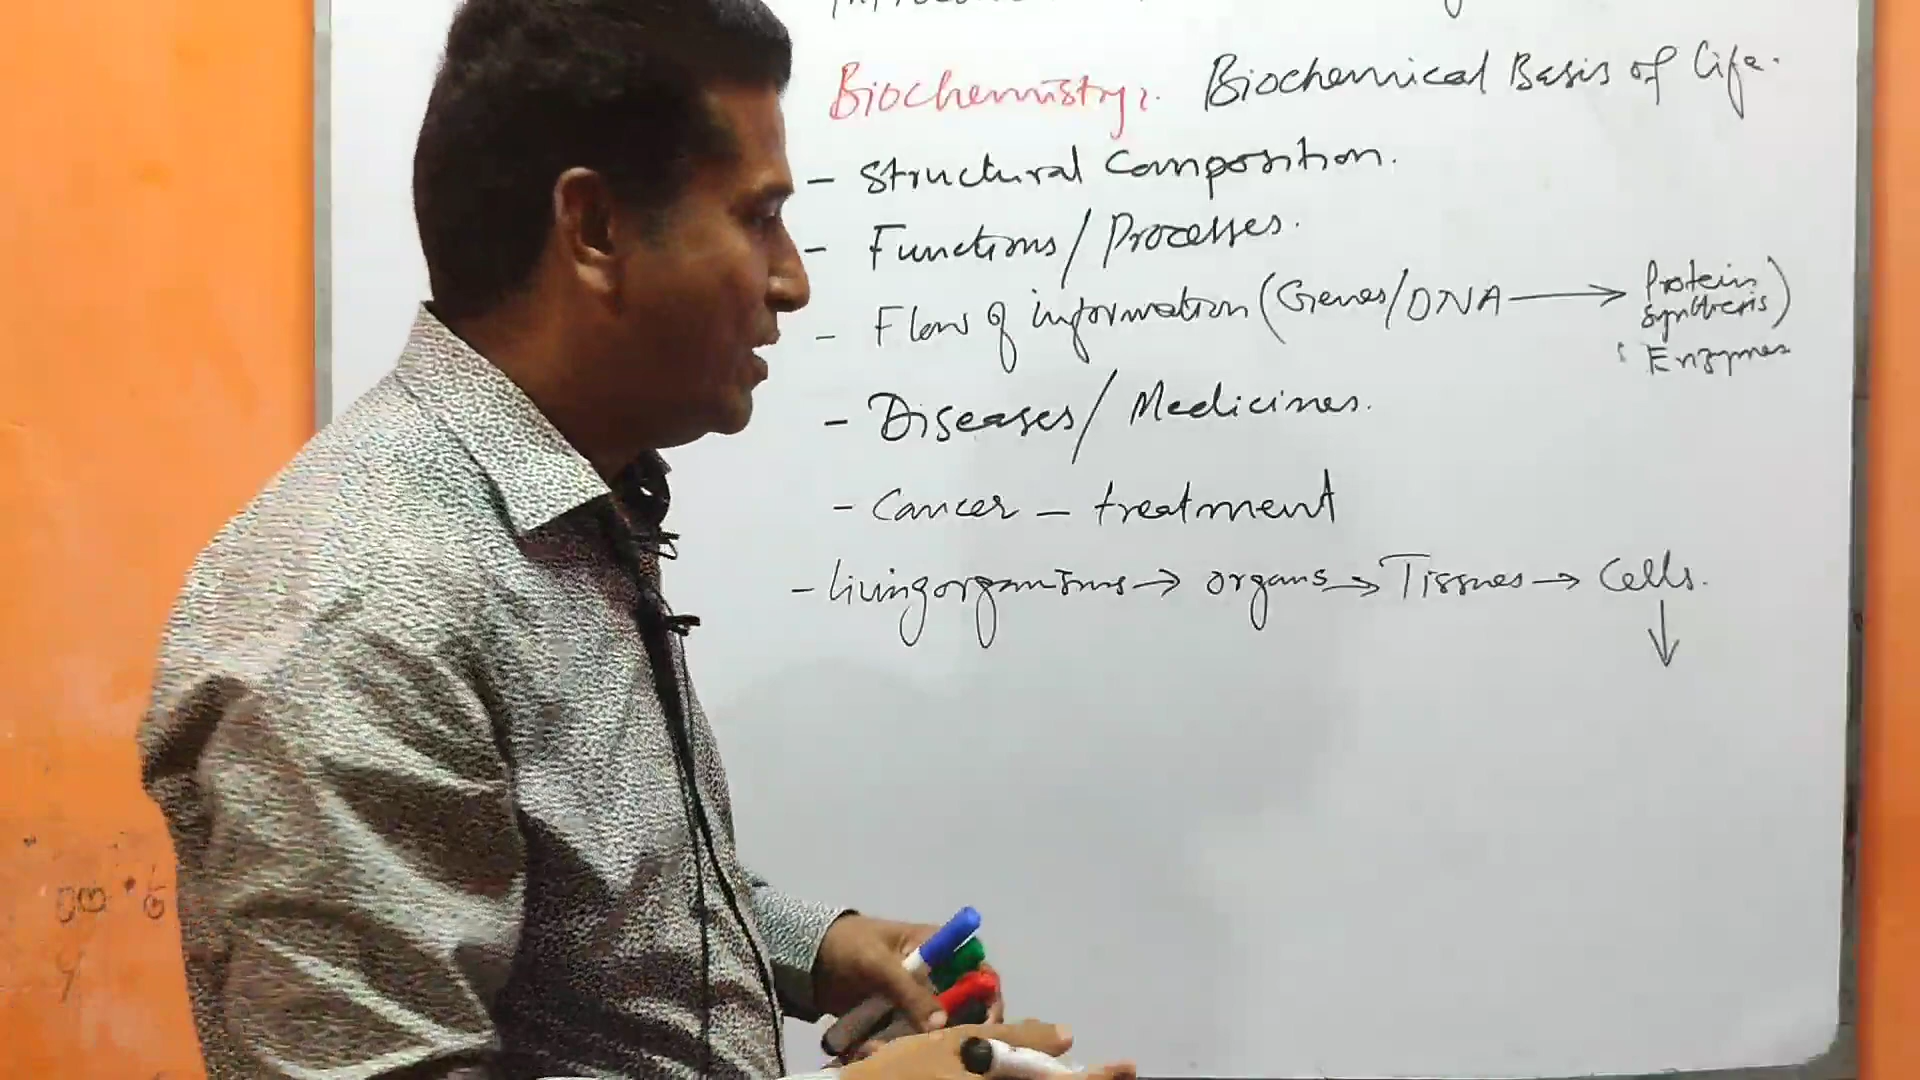 Biochemistry: Biochemical Basis of life.
- Structural Composition.
- Functions/Processes.
- Flow of information (Genes/DNA → Protein synthesis)
: Enzymes
- Diseases/Medicines.
- Cancer - treatment
- living organisms → organs → Tissues → Cells.
↓